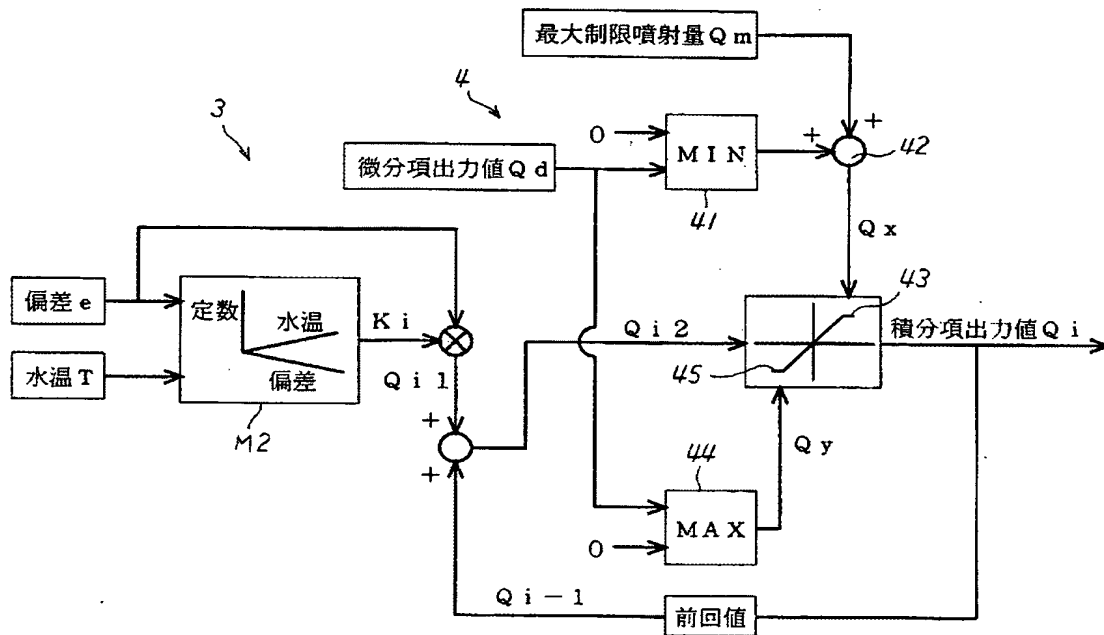 最大制限噴射量Qm
3
4
+
+
42
0
MIN
41
微分項出力値Qd
Qx
偏差e
定数
水温
偏差
Ki
Qi2
43
積分項出力値Qi
水温T
M2
Qi1
45
+
+
Qy
44
MAX
0
Qi-1
前回値